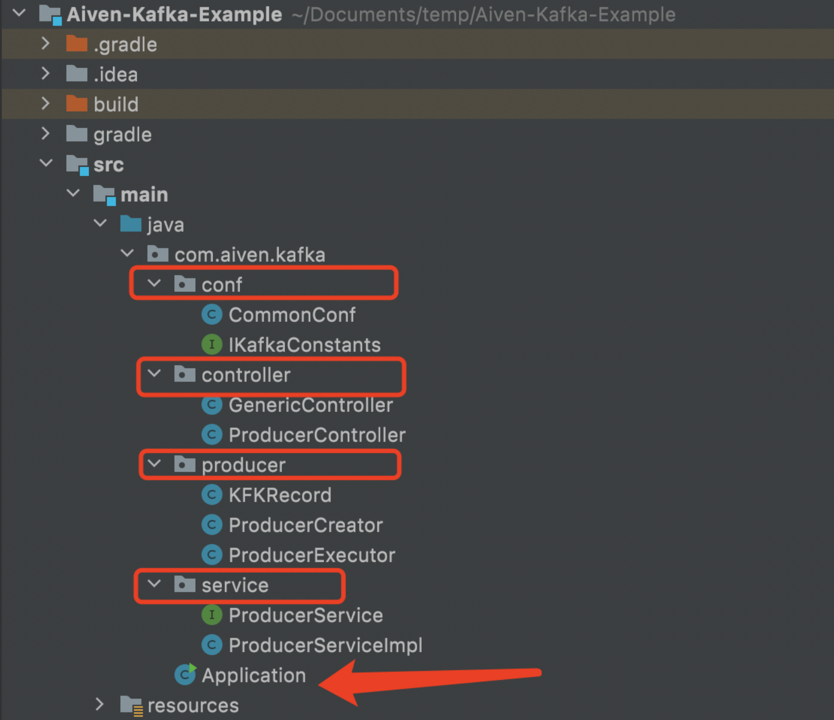 Aiven-Kafka-Example ~/Documents/temp/Aiven-Kafka-Example
.gradle
.idea
build
gradle
src
main
java
com.aiven.kafka
conf
C CommonConf
I IKafkaConstants
controller
C GenericController
C ProducerController
producer
C KFKRecord
C ProducerCreator
C ProducerExecutor
service
I ProducerService
C ProducerServiceImpl
C Application
resources